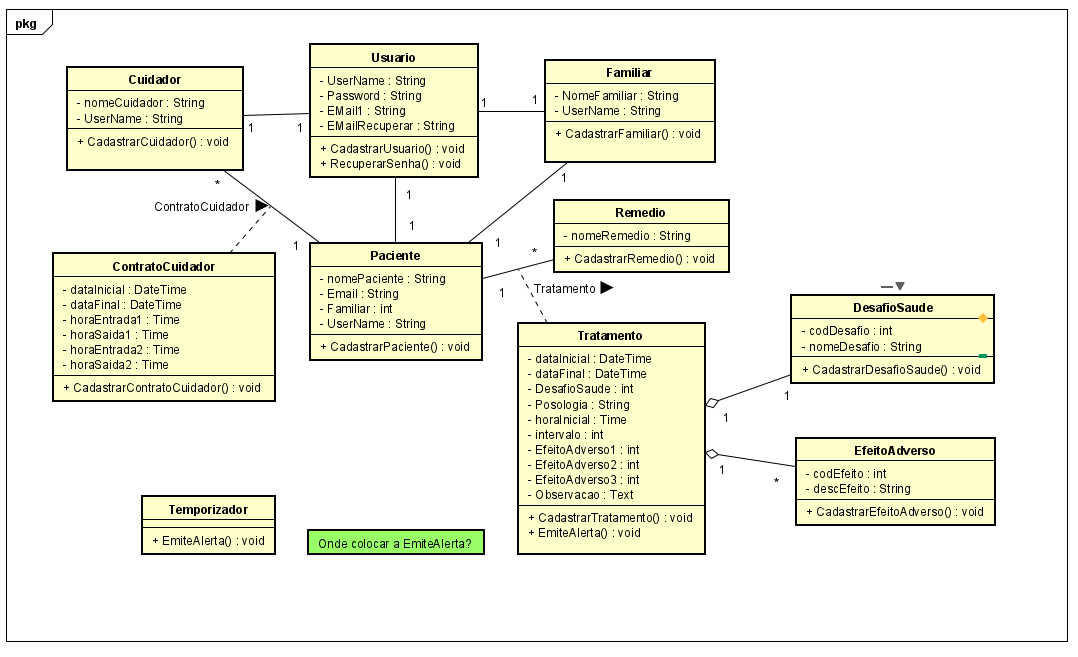 pkg
Cuidador
- nomeCuidador : String
- UserName : String
+ CadastrarCuidador() : void
Usuario
- UserName : String
- Password : String
- EMail1 : String
- EMailRecuperar : String
+ CadastrarUsuario() : void
+ RecuperarSenha() : void
Familiar
- NomeFamiliar : String
- UserName : String
+ CadastrarFamiliar() : void
1
1
1
1
*
ContratoCuidador
1
1
1
1
1
ContratoCuidador
- dataInicial : DateTime
- dataFinal : DateTime
- horaEntrada1 : Time
- horaSaida1 : Time
- horaEntrada2 : Time
- horaSaida2 : Time
+ CadastrarContratoCuidador() : void
Paciente
- nomePaciente : String
- Email : String
- Familiar : int
- UserName : String
+ CadastrarPaciente() : void
Remedio
- nomeRemedio : String
+ CadastrarRemedio() : void
*
1
Tratamento
Tratamento
- dataInicial : DateTime
- dataFinal : DateTime
- DesafioSaude : int
- Posologia : String
- horaInicial : Time
- intervalo : int
- EfeitoAdverso1 : int
- EfeitoAdverso2 : int
- EfeitoAdverso3 : int
- Observacao : Text
+ CadastrarTratamento() : void
+ EmiteAlerta() : void
DesafioSaude
- codDesafio : int
- nomeDesafio : String
+ CadastrarDesafioSaude() : void
1
1
EfeitoAdverso
- codEfeito : int
- descEfeito : String
+ CadastrarEfeitoAdverso() : void
1
*
Temporizador
+ EmiteAlerta() : void
Onde colocar a EmiteAlerta?